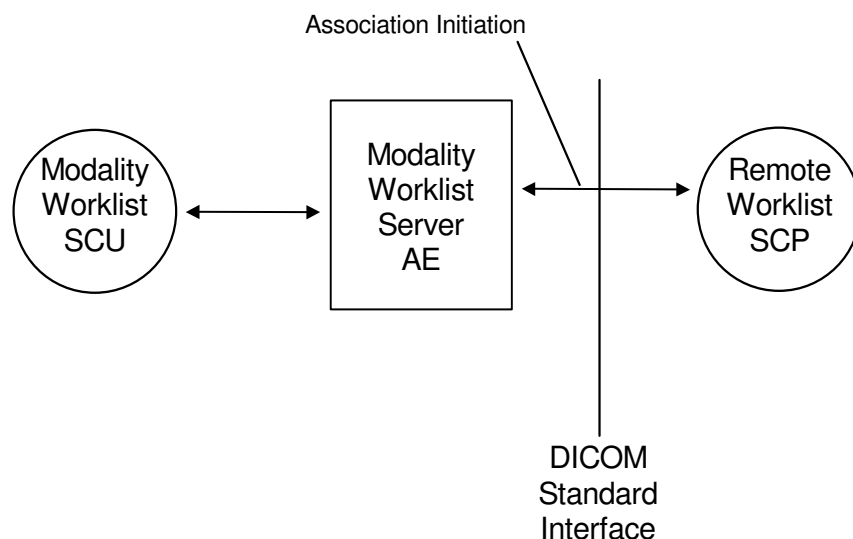 Association Initiation
Modality
Worklist
SCU
Modality
Worklist
Server
AE
Remote
Worklist
SCP
DICOM
Standard
Interface